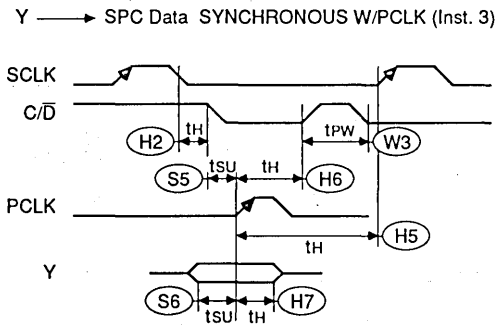 Y → SPC Data SYNCHRONOUS W/PCLK (Inst. 3)
SCLK
C/D̅
H2 tH tPW W3
S5 tSU tH H6
PCLK
tH H5
Y
S6 tSU tH H7